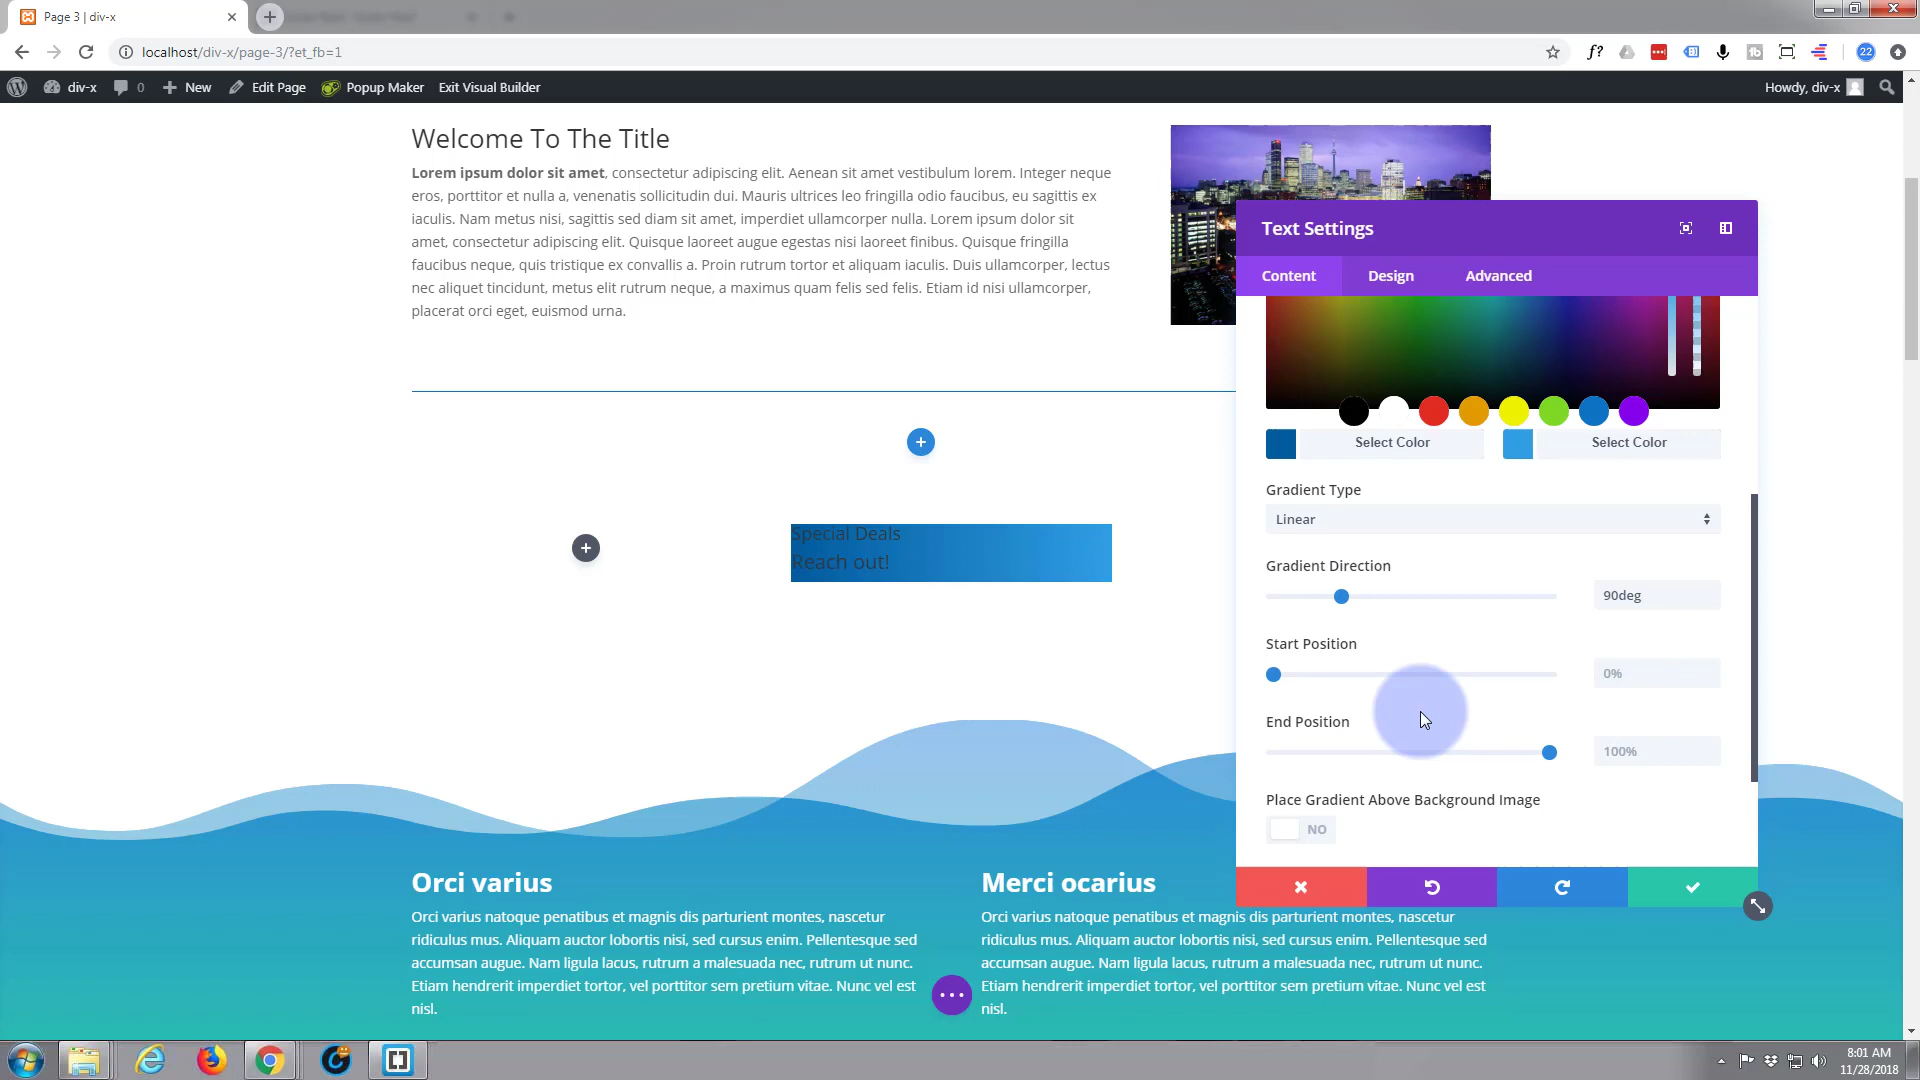 Page 3 | div-x
localhost/div-x/page-3/?et_fb=1
f?
22
div-x
0
New
Edit Page
Popup Maker
Exit Visual Builder
Howdy, div-x
Welcome To The Title
Lorem ipsum dolor sit amet, consectetur adipiscing elit. Aenean sit amet vestibulum lorem. Integer neque
eros, porttitor et nulla a, venenatis sollicitudin dui. Mauris ultrices leo fringilla odio faucibus, eu sagittis ex
iaculis. Nam metus nisi, sagittis sed diam sit amet, imperdiet ullamcorper nulla. Lorem ipsum dolor sit
amet, consectetur adipiscing elit. Quisque laoreet augue egestas nisi laoreet finibus. Quisque fringilla
faucibus neque, quis tristique ex convallis a. Proin rutrum tortor et aliquam iaculis. Duis ullamcorper, lectus
nec aliquet tincidunt, metus elit rutrum neque, a maximus quam felis sed felis. Etiam id nisi ullamcorper,
placerat orci eget, euismod urna.
Special Deals
Reach out!
Text Settings
Content
Design
Advanced
Select Color
Select Color
Gradient Type
Linear
Gradient Direction
90deg
Start Position
0%
End Position
100%
Place Gradient Above Background Image
NO
Orci varius
Orci varius natoque penatibus et magnis dis parturient montes, nascetur
ridiculus mus. Aliquam auctor lobortis nisi, sed cursus enim. Pellentesque sed
accumsan augue. Nam ligula lacus, rutrum a malesuada nec, rutrum ut nunc.
Etiam hendrerit imperdiet tortor, vel porttitor sem pretium vitae. Nunc vel est
nisl.
Merci ocarius
Orci varius natoque penatibus et magnis dis parturient montes, nascetur
ridiculus mus. Aliquam auctor lobortis nisi, sed cursus enim. Pellentesque sed
accumsan augue. Nam ligula lacus, rutrum a malesuada nec, rutrum ut nunc.
Etiam hendrerit imperdiet tortor, vel porttitor sem pretium vitae. Nunc vel est
nisl.
8:01 AM
11/28/2018